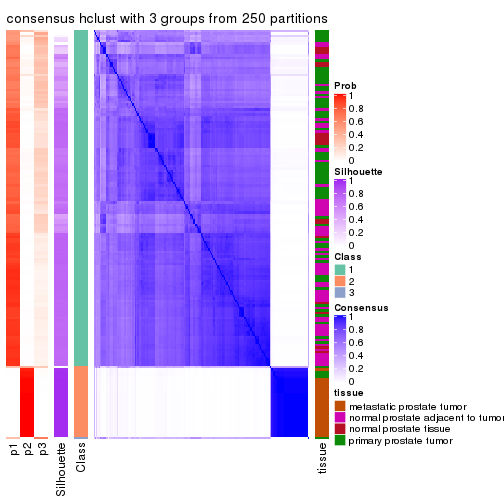 consensus hclust with 3 groups from 250 partitions
Prob
1
0.8
0.6
0.4
0.2
0
Silhouette
1
0.8
0.6
0.4
0.2
0
Class
1
2
3
Consensus
1
0.8
0.6
0.4
0.2
0
tissue
metastatic prostate tumor
normal prostate adjacent to tumor
normal prostate tissue
primary prostate tumor
p1
p2
p3
Silhouette
Class
tissue